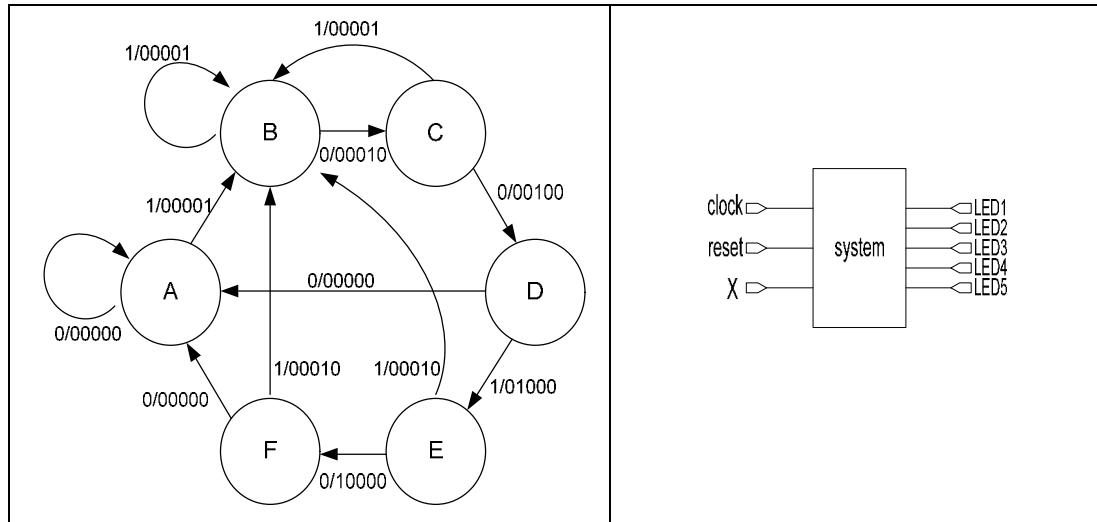 1/00001
1/00001
B
C
0/00010
0/00100
1/00001
A
D
0/00000
0/00000
1/00010
1/00010
1/01000
0/00000
F
E
0/10000
clock
reset
X
system
LED1
LED2
LED3
LED4
LED5